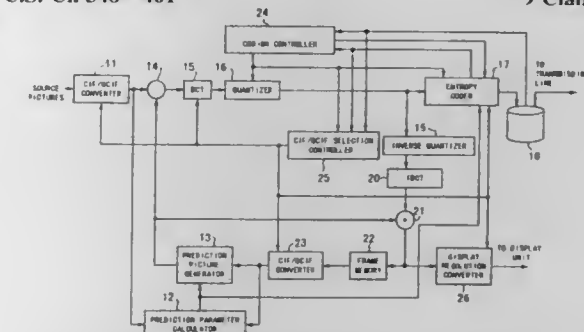 24
CODING CONTROLLER
11
CIF/QCIF
CONVERTER
SOURCE
PICTURES
14
15
DCT
16
QUANTIZER
17
ENTROPY
CODER
TO
TRANSMISSION
LINE
18
CIF/QCIF SELECTION
CONTROLLER
25
19
INVERSE QUANTIZER
20
IDCT
21
13
PREDICTION
PICTURE
GENERATOR
23
CIF/QCIF
CONVERTER
22
FRAME
MEMORY
DISPLAY
RESOLUTION
CONVERTER
26
TO DISPLAY
UNIT
12
PREDICTION PARAMETER
CALCULATOR